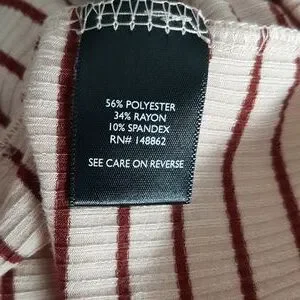 56% POLYESTER
34% RAYON
10% SPANDEX
RN# 148862
SEE CARE ON REVERSE